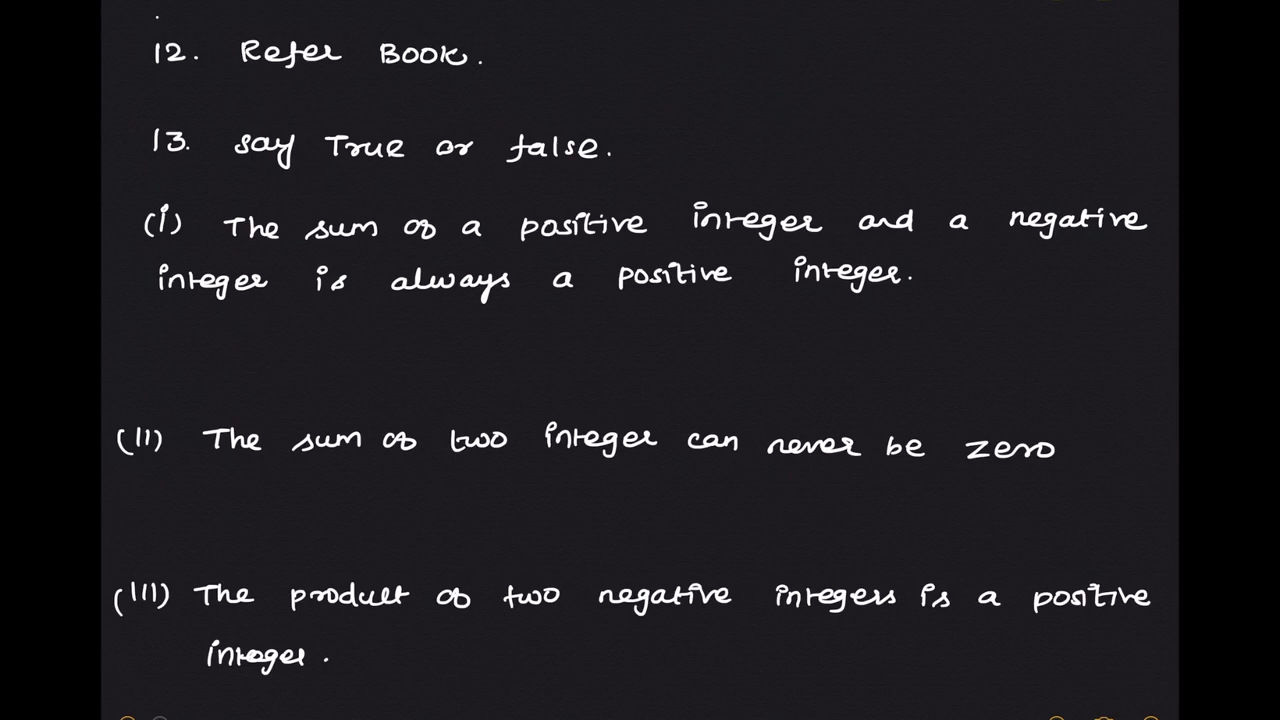 12. Refer Book.
13. Say True or false.
(i) The sum of a positive integer and a negative
integer is always a positive integer.
(II) The sum of two integer can never be zero
(III) The product of two negative integers is a positive
integer.